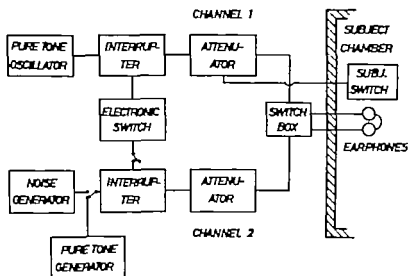 CHANNEL 1
SUBJECT
CHAMBER
PURE TONE
OSCILLATOR
INTERRUP-
TER
ATTENU-
ATOR
SUBJ.
SWITCH
ELECTRONIC
SWITCH
SWITCH
BOX
EARPHONES
NOISE
GENERATOR
INTERRUP-
TER
ATTENU-
ATOR
CHANNEL 2
PURE TONE
GENERATOR